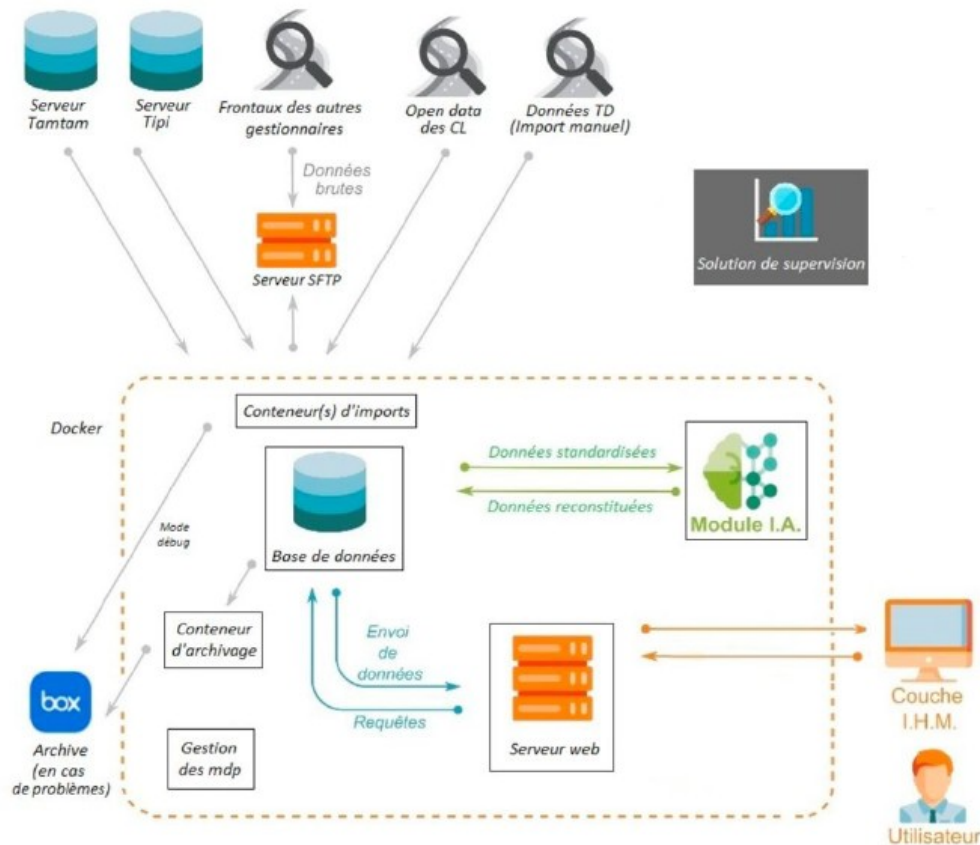 Serveur
Tamtam
Serveur
Tipi
Frontaux des autres
gestionnaires
Open data
des CL
Données TD
(Import manuel)
Données
brutes
Serveur SFTP
Solution de supervision
Docker
Conteneur(s) d'imports
Données standardisées
Données reconstituées
Module I.A.
Mode
débug
Base de données
Conteneur
d'archivage
Envoi
de
données
Requêtes
Serveur web
Couche
I.H.M.
box
Archive
(en cas
de problèmes)
Gestion
des mdp
Utilisateur